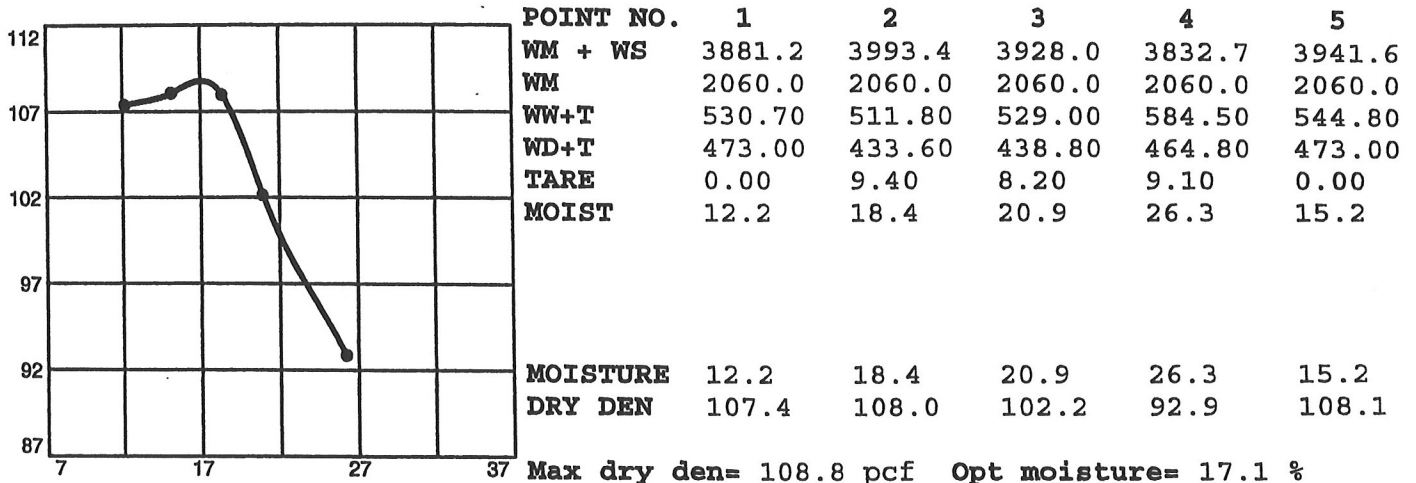 112
107
102
97
92
87
7 17 27 37
POINT NO. 1 2 3 4 5
WM + WS 3881.2 3993.4 3928.0 3832.7 3941.6
WM 2060.0 2060.0 2060.0 2060.0 2060.0
WW+T 530.70 511.80 529.00 584.50 544.80
WD+T 473.00 433.60 438.80 464.80 473.00
TARE 0.00 9.40 8.20 9.10 0.00
MOIST 12.2 18.4 20.9 26.3 15.2
MOISTURE 12.2 18.4 20.9 26.3 15.2
DRY DEN 107.4 108.0 102.2 92.9 108.1
Max dry den= 108.8 pcf Opt moisture= 17.1 %